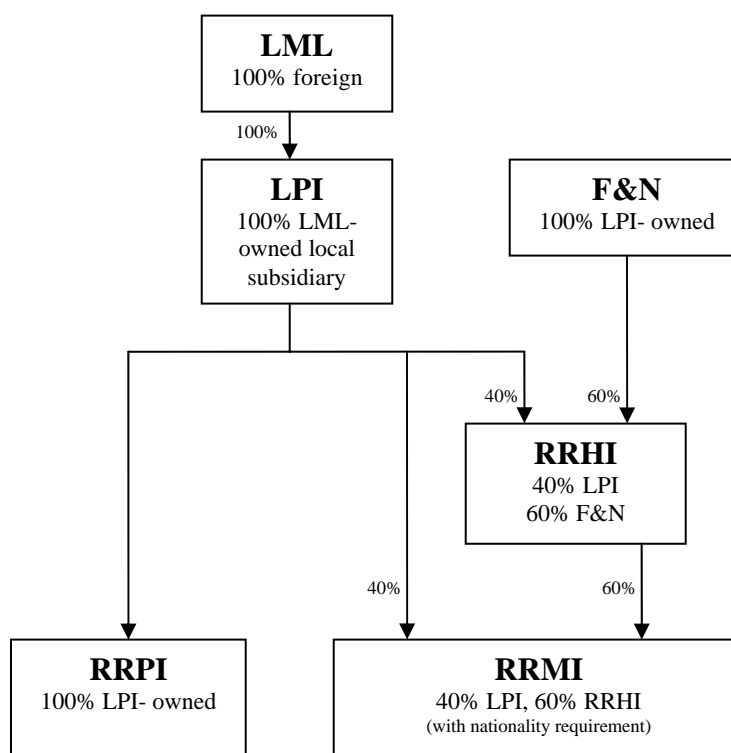 LML
100% foreign
100%
LPI
100% LML-
owned local
subsidiary
F&N
100% LPI- owned
40%
60%
RRHI
40% LPI
60% F&N
40%
60%
RRPI
100% LPI- owned
RRMI
40% LPI, 60% RRHI
(with nationality requirement)